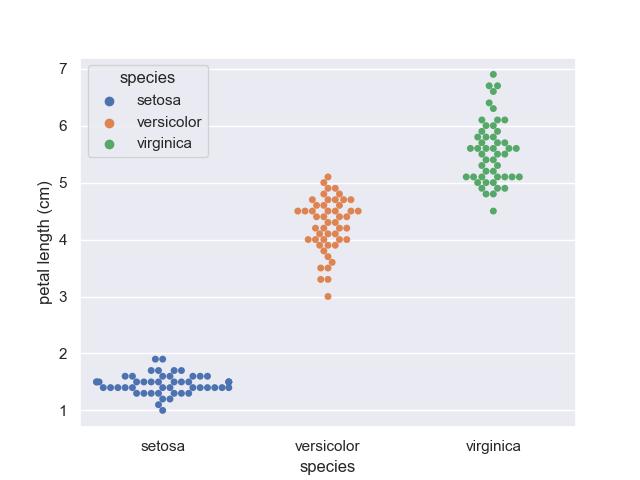 7
6
5
4
3
2
1
petal length (cm)
species
setosa
versicolor
virginica
setosa
versicolor
virginica
species